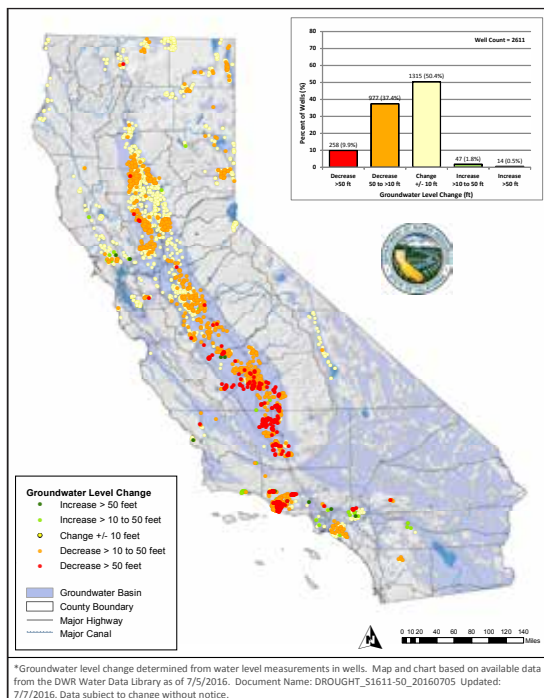 Well Count = 2611
80
70
60
50
40
30
20
10
0
Percent of Wells (%)
258 (9.9%)
977 (37.4%)
1315 (50.4%)
47 (1.8%)
14 (0.5%)
Decrease
>50 ft
Decrease
50 to >10 ft
Change
+/- 10 ft
Increase
>10 to 50 ft
Increase
>50 ft
Groundwater Level Change (ft)
Groundwater Level Change
Increase > 50 feet
Increase > 10 to 50 feet
Change +/- 10 feet
Decrease > 10 to 50 feet
Decrease > 50 feet
Groundwater Basin
County Boundary
Major Highway
Major Canal
N
0 10 20 40 60 80 100 120 140
Miles
*Groundwater level change determined from water level measurements in wells. Map and chart based on available data
from the DWR Water Data Library as of 7/5/2016. Document Name: DROUGHT_S1611-50_20160705 Updated:
7/7/2016. Data subject to change without notice.